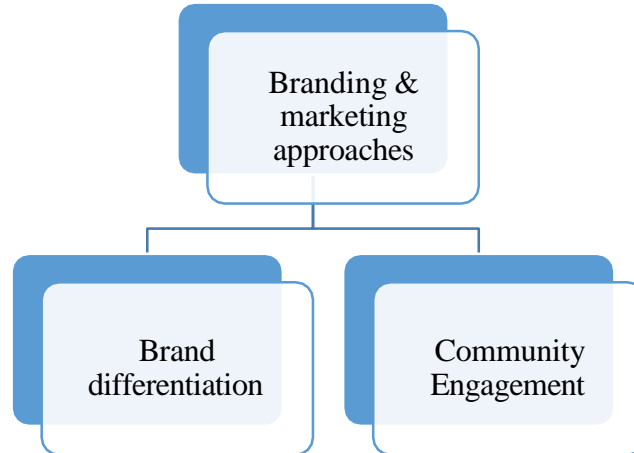 Branding &
marketing
approaches
Brand
differentiation
Community
Engagement